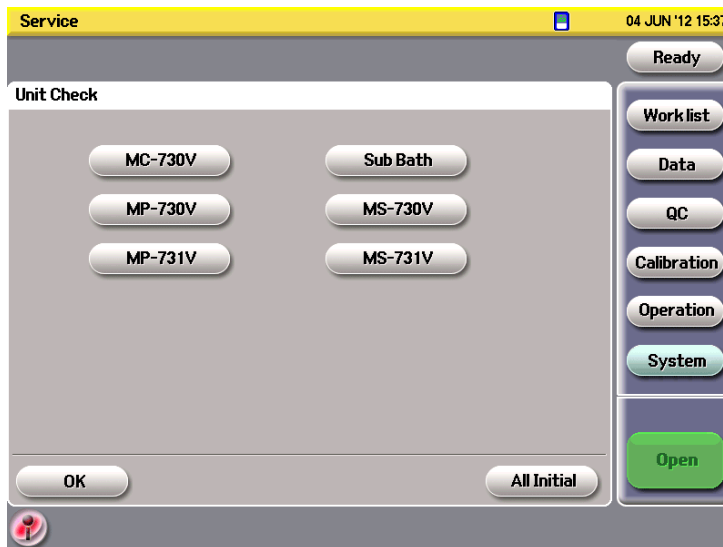 Service
04 JUN '12 15:37
Ready
Unit Check
Work list
MC-730V
Sub Bath
Data
MP-730V
MS-730V
QC
MP-731V
MS-731V
Calibration
Operation
System
Open
OK
All Initial